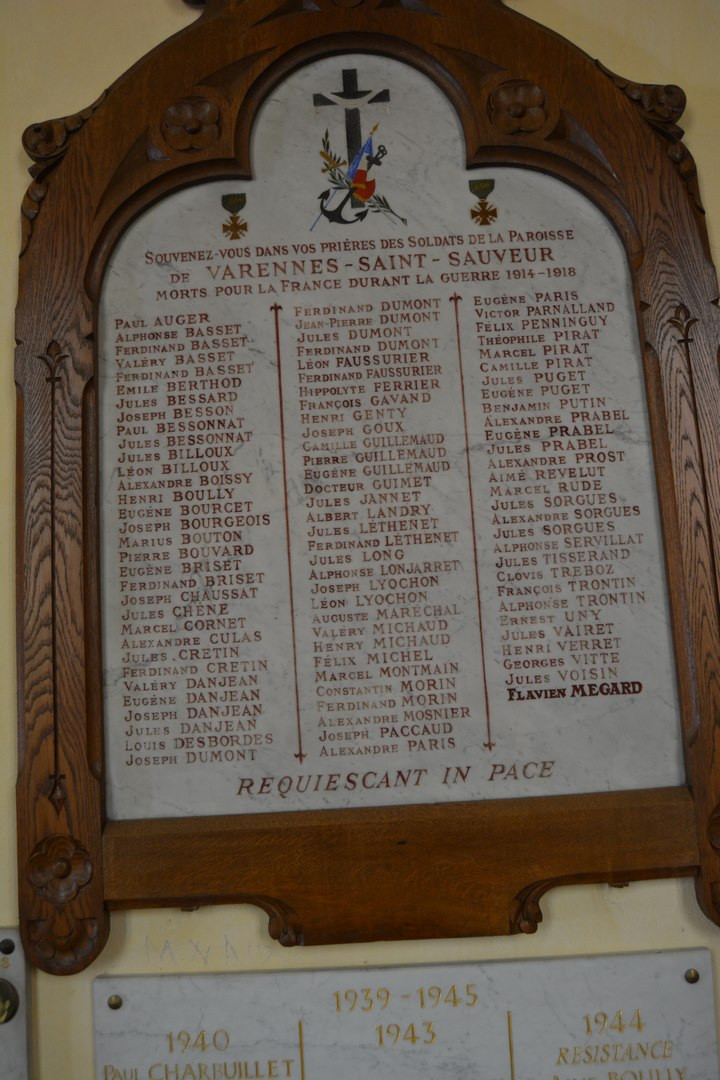 Souvenez-vous dans vos prières des Soldats de la Paroisse
de VARENNES-SAINT-SAUVEUR
morts pour la France durant la guerre 1914-1918
Paul AUGER
Alphonse BASSET
Ferdinand BASSET
Valéry BASSET
Ferdinand BASSET
Emile BERTHOD
Jules BESSARD
Joseph BESSON
Paul BESSONNAT
Jules BESSONNAT
Jules BILLOUX
Léon BILLOUX
Alexandre BOISSY
Henri BOULLY
Eugène BOURCET
Joseph BOURGEOIS
Marius BOUTON
Pierre BOUVARD
Eugène BRISET
Ferdinand BRISET
Joseph CHAUSSAT
Jules CHÊNE
Marcel CORNET
Alexandre CULAS
Jules CRETIN
Ferdinand CRETIN
Valéry DANJEAN
Eugène DANJEAN
Joseph DANJEAN
Jules DANJEAN
Louis DESBORDES
Joseph DUMONT
Ferdinand DUMONT
Jean-Pierre DUMONT
Jules DUMONT
Ferdinand DUMONT
Léon FAUSSURIER
Ferdinand FAUSSURIER
Hippolyte FERRIER
François GAVAND
Henri GENTY
Joseph GOUX
Camille GUILLEMAUD
Pierre GUILLEMAUD
Eugène GUILLEMAUD
Docteur GUIMET
Jules JANNET
Albert LANDRY
Jules LÉTHENET
Ferdinand LÉTHENET
Jules LONG
Alphonse LONJARRET
Joseph LYOCHON
Léon LYOCHON
Auguste MARÉCHAL
Valéry MICHAUD
Henry MICHAUD
Félix MICHEL
Marcel MONTMAIN
Constantin MORIN
Ferdinand MORIN
Alexandre MOSNIER
Joseph PACCAUD
Alexandre PARIS
Eugène PARIS
Victor PARNALLAND
Félix PENNINGUY
Théophile PIRAT
Marcel PIRAT
Camille PIRAT
Jules PUGET
Eugène PUGET
Benjamin PUTIN
Alexandre PRABEL
Eugène PRABEL
Jules PRABEL
Alexandre PROST
Aimé REVELUT
Marcel RUDE
Jules SORGUES
Alexandre SORGUES
Jules SORGUES
Alphonse SERVILLAT
Jules TISSERAND
Clovis TREBOZ
François TRONTIN
Alphonse TRONTIN
Ernest UNY
Jules VAIRET
Henri VERRET
Georges VITTE
Jules VOISIN
Flavien MEGARD
REQUIESCANT IN PACE
1939-1945
1940
PAUL CHARBUILLET
1943
1944
RESISTANCE